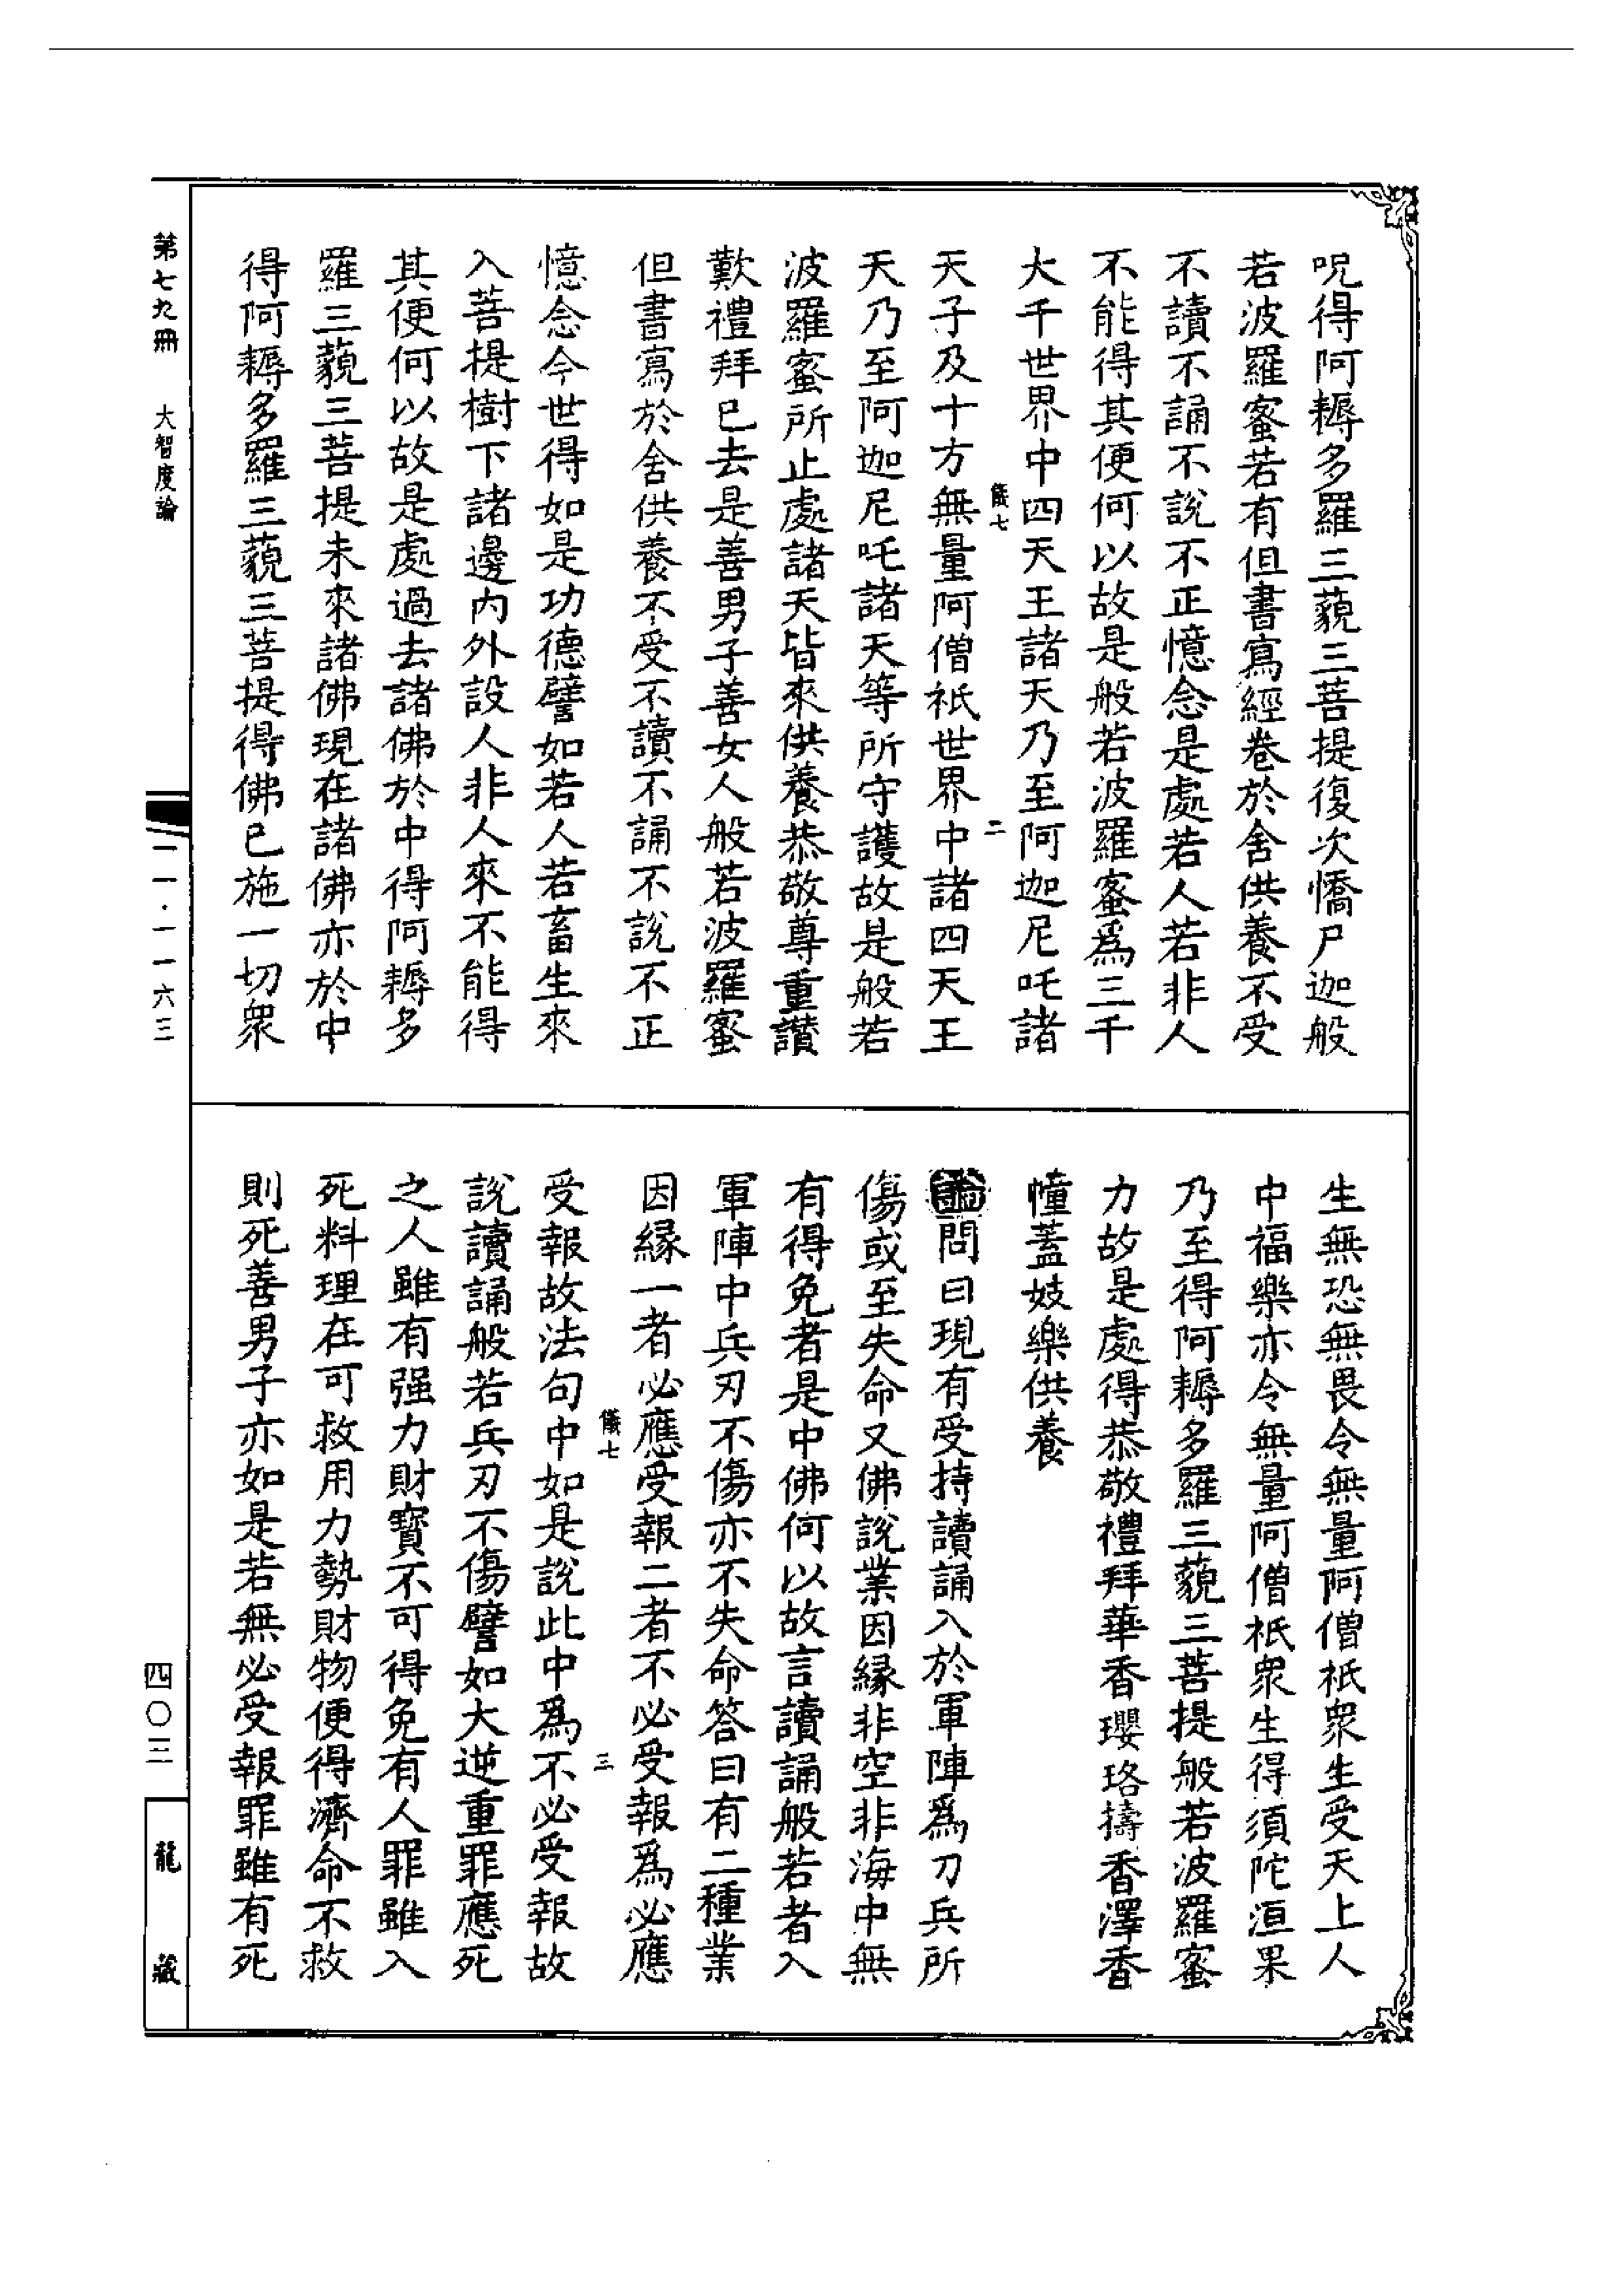 呪得阿耨多羅三藐三菩提復次憍尸迦般
若波羅蜜若有但書寫經卷於舍供養不受
不讀不誦不說不正憶念是處若人若非人
不能得其便何以故是般若波羅蜜爲三千
大千世界中四天王諸天乃至阿迦尼吒諸
儀七
二
天子及十方無量阿僧祇世界中諸四天王
天乃至阿迦尼吒諸天等所守護故是般若
波羅蜜所止處諸天皆來供養恭敬尊重讃
歎禮拜已去是善男子善女人般若波羅蜜
但書寫於舍供養不受不讀不誦不說不正
憶念今世得如是功德譬如若人若畜生來
入菩提樹下諸邊內外設人非人來不能得
其便何以故是處過去諸佛於中得阿耨多
羅三藐三菩提未來諸佛現在諸佛亦於中
得阿耨多羅三藐三菩提得佛已施一切衆
生無恐無畏令無量阿僧祇衆生受天上人
中福樂亦令無量阿僧祇衆生得須陀洹果
乃至得阿耨多羅三藐三菩提般若波羅蜜
力故是處得恭敬禮拜華香瓔珞擣香澤香
幢蓋妓樂供養
論問曰現有受持讀誦入於軍陣爲刀兵所
傷或至失命又佛說業因緣非空非海中無
有得免者是中佛何以故言讀誦般若者入
軍陣中兵刃不傷亦不失命答曰有二種業
因緣一者必應受報二者不必受報爲必應
儀七
三
受報故法句中如是說此中爲不必受報故
說讀誦般若兵刃不傷譬如大逆重罪應死
之人雖有强力財寶不可得免有人罪雖入
死料理在可救用力勢財物便得濟命不救
則死善男子亦如是若無必受報罪雖有死
第七九冊
大智度論
一一·一一六三
四〇三
龍藏